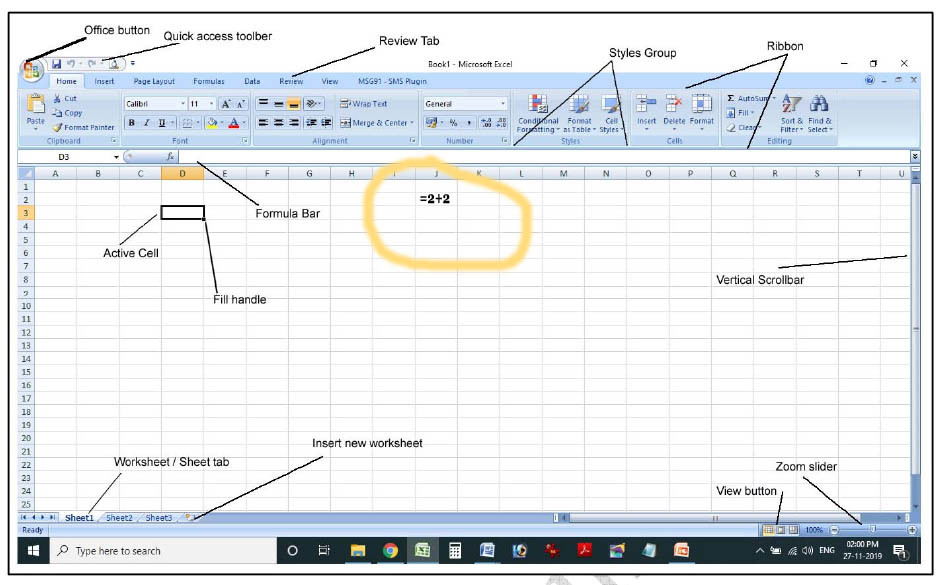 Office button
Quick access toolber
Review Tab
Styles Group
Ribbon
Book1 - Microsoft Excel
Home Insert Page Layout Formulas Data Review View MSG91 - SMS Plugin
Cut
Copy
Format Painter
Paste
Clipboard
Calibri 11
B I U
Font
Wrap Text
Merge & Center
Alignment
General
%
Number
Conditional Formatting
Format as Table
Cell Styles
Styles
Insert Delete Format
Cells
Σ AutoSum
Fill
Clear
Sort & Filter
Find & Select
Editing
D3
fx
A B C D E F G H I J K L M N O P Q R S T U
1
2
3
4
5
6
7
8
9
10
11
12
13
14
15
16
17
18
19
20
21
22
23
24
25
=2+2
Formula Bar
Active Cell
Fill handle
Vertical Scrollbar
Insert new worksheet
Worksheet / Sheet tab
Zoom slider
View button
Sheet1 Sheet2 Sheet3
Ready
100%
Type here to search
ENG
02:00 PM
27-11-2019